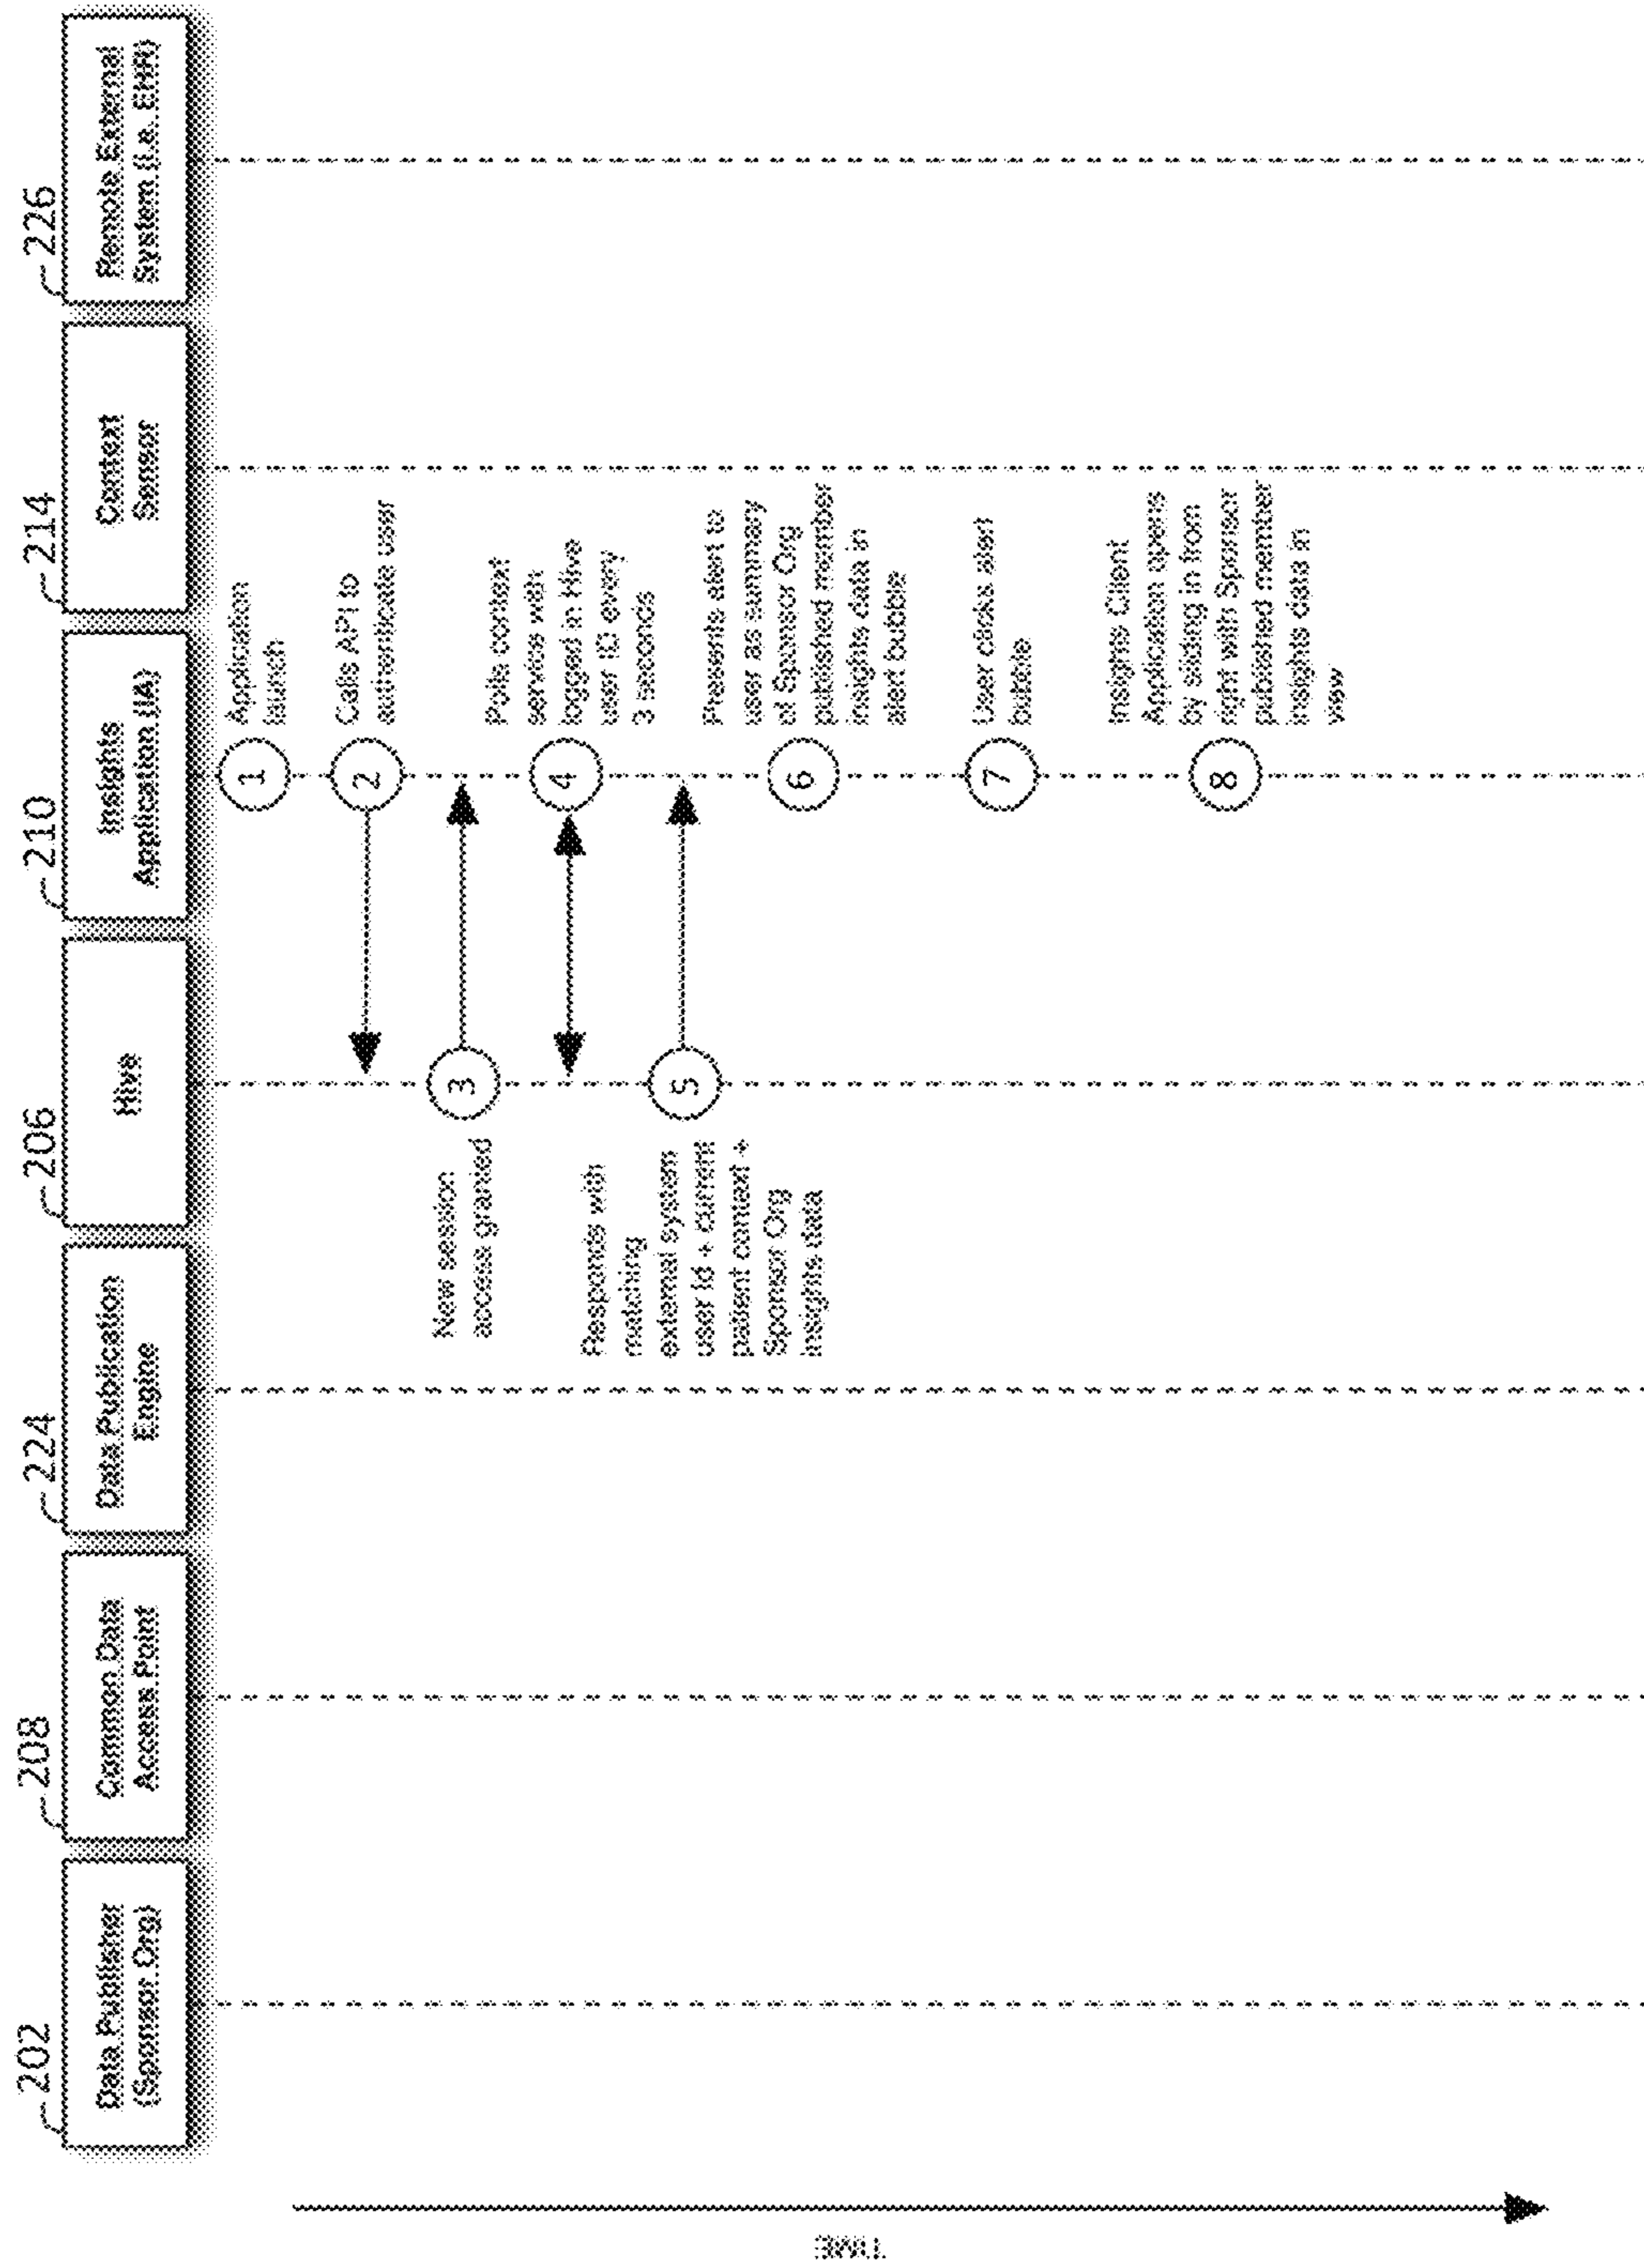 202
Data Publisher
(Sponsor Org)
208
Common Data
Access Point
224
Data Publication
Engine
206
Hive
210
Insights
Application (IA)
214
Context
Sensor
226
Remote External
System (i.e. EHR)
TIME
1
Application
launch
2
Calls API to
authenticate user
New session
access granted
3
4
Polls context
service with
logged in Hive
user ID every
3 seconds
Responds with
matching
external system
user id + current
patient context +
Sponsor Org
insights data
5
6
Presents alert to
user as summary
of Sponsor Org
published member
insights data in
alert bubble
7
User clicks alert
bubble
8
Insights Client
Application opens
by sliding in from
right with Sponsor
published member
insights data in
view